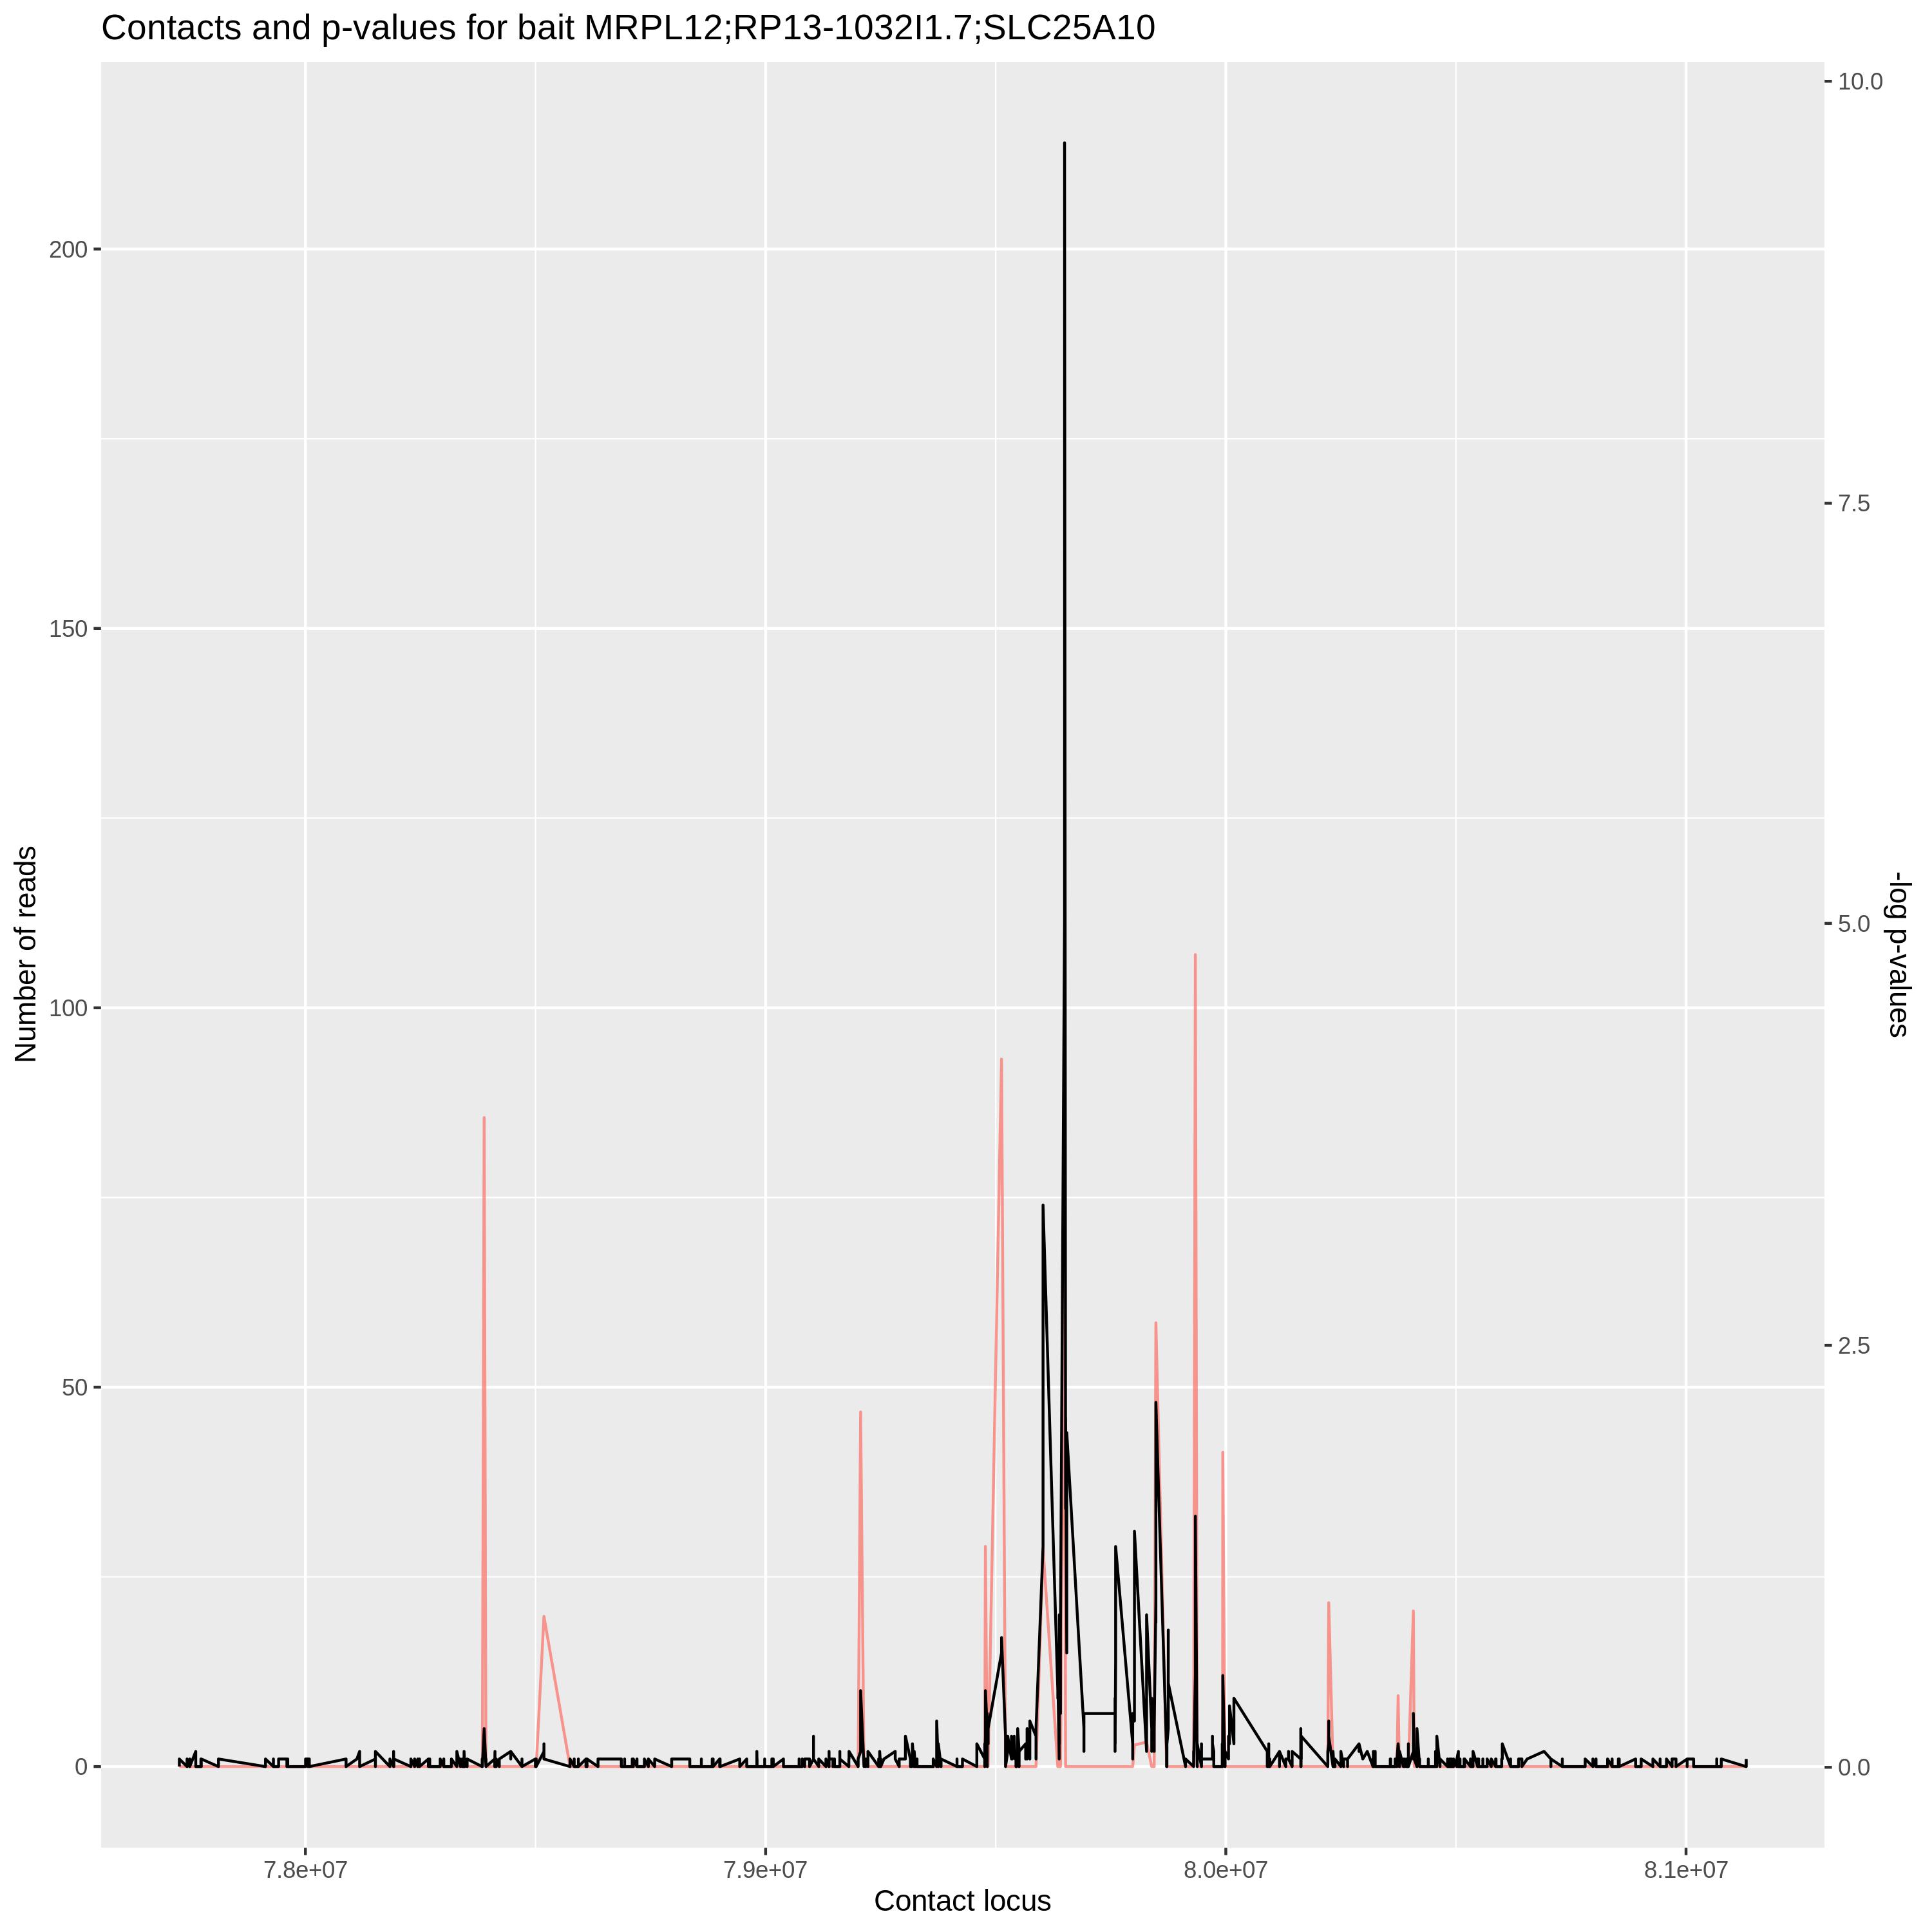 Contacts and p-values for bait MRPL12;RP13-1032I1.7;SLC25A10
200
150
100
50
0
Number of reads
10.0
7.5
5.0
2.5
0.0
-log p-values
7.8e+07
7.9e+07
8.0e+07
8.1e+07
Contact locus